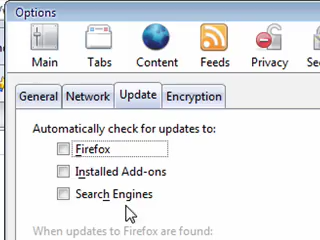 Options
Main Tabs Content Feeds Privacy
General Network Update Encryption
Automatically check for updates to:
Firefox
Installed Add-ons
Search Engines
When updates to Firefox are found: